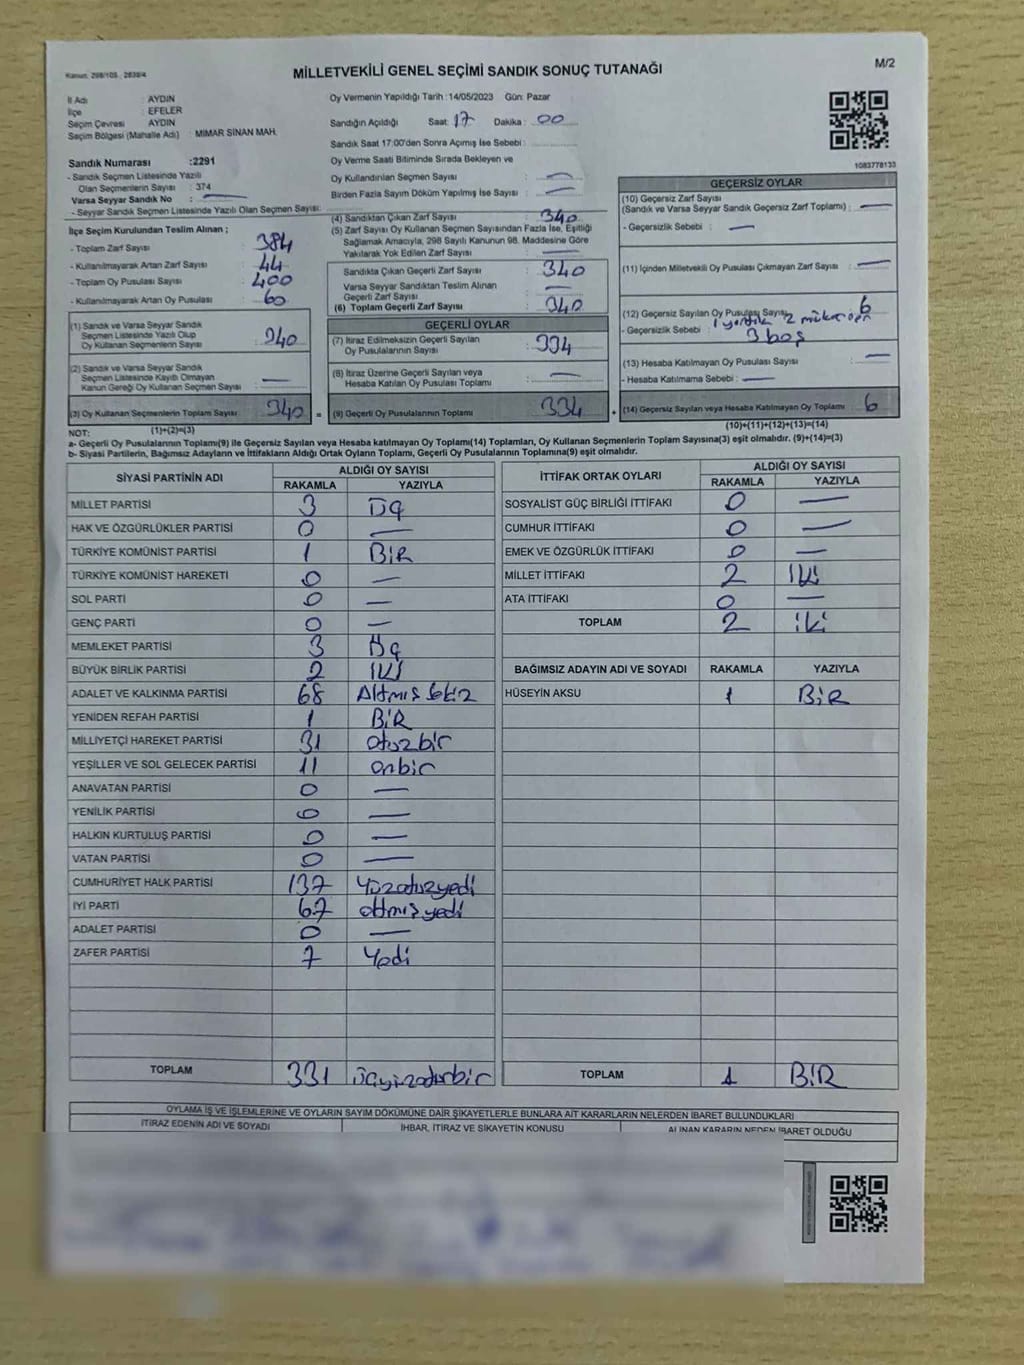 Kanun: 298/105 , 2839/4
MİLLETVEKİLİ GENEL SEÇİMİ SANDIK SONUÇ TUTANAĞI
M/2
İl Adı : AYDIN
İlçe : EFELER
Seçim Çevresi : AYDIN
Seçim Bölgesi (Mahalle Adı) : MİMAR SİNAN MAH.
Sandık Numarası :2291
- Sandık Seçmen Listesinde Yazılı
Olan Seçmenlerin Sayısı : 374
Varsa Seyyar Sandık No : —
- Seyyar Sandık Seçmen Listesinde Yazılı Olan Seçmen Sayısı:
İlçe Seçim Kurulundan Teslim Alınan ;
- Toplam Zarf Sayısı : 384
- Kullanılmayarak Artan Zarf Sayısı : 44
- Toplam Oy Pusulası Sayısı : 400
- Kullanılmayarak Artan Oy Pusulası : 60
(1) Sandık ve Varsa Seyyar Sandık
Seçmen Listesinde Yazılı Olup
Oy Kullanan Seçmenlerin Sayısı : 340
(2) Sandık ve Varsa Seyyar Sandık
Seçmen Listesinde Kayıtlı Olmayan
Kanun Gereği Oy Kullanan Seçmen Sayısı : —
(3) Oy Kullanan Seçmenlerin Toplam Sayısı : 340 =
(1)+(2)=(3)
Oy Vermenin Yapıldığı Tarih :14/05/2023 Gün: Pazar
Sandığın Açıldığı Saat: 17 Dakika : 00
Sandık Saat 17:00'den Sonra Açımış İse Sebebi :
Oy Verme Saati Bitiminde Sırada Bekleyen ve
Oy Kullandırılan Seçmen Sayısı : —
Birden Fazla Sayım Döküm Yapılmış İse Sayısı : —
(4) Sandıktan Çıkan Zarf Sayısı : 340
(5) Zarf Sayısı Oy Kullanan Seçmen Sayısından Fazla İse, Eşitliği
Sağlamak Amacıyla, 298 Sayılı Kanunun 98. Maddesine Göre
Yakılarak Yok Edilen Zarf Sayısı : —
Sandıkta Çıkan Geçerli Zarf Sayısı : 340
Varsa Seyyar Sandıktan Teslim Alınan
Geçerli Zarf Sayısı : —
(6) Toplam Geçerli Zarf Sayısı : 340
GEÇERLİ OYLAR
(7) İtiraz Edilmeksizin Geçerli Sayılan
Oy Pusulalarının Sayısı : 334
(8) İtiraz Üzerine Geçerli Sayılan veya
Hesaba Katılan Oy Pusulası Toplamı : —
(9) Geçerli Oy Pusulalarının Toplamı : 334 +
1083778133
GEÇERSİZ OYLAR
(10) Geçersiz Zarf Sayısı
(Sandık ve Varsa Seyyar Sandık Geçersiz Zarf Toplamı) : —
- Geçersizlik Sebebi : —
(11) İçinden Milletvekili Oy Pusulası Çıkmayan Zarf Sayısı : —
(12) Geçersiz Sayılan Oy Pusulası Sayısı : 6
- Geçersizlik Sebebi : 1 yırtık 2
3 boş
(13) Hesaba Katılmayan Oy Pusulası Sayısı : —
- Hesaba Katılmama Sebebi : —
(14) Geçersiz Sayılan veya Hesaba Katılmayan Oy Toplamı : 6
(10)+(11)+(12)+(13)=(14)
NOT:
a- Geçerli Oy Pusulalarının Toplamı(9) ile Geçersiz Sayılan veya Hesaba katılmayan Oy Toplamı(14) Toplamları, Oy Kullanan Seçmenlerin Toplam Sayısına(3) eşit olmalıdır. (9)+(14)=(3)
b- Siyasi Partilerin, Bağımsız Adayların ve İttifakların Aldığı Ortak Oyların Toplamı, Geçerli Oy Pusulalarının Toplamına(9) eşit olmalıdır.
SİYASİ PARTİNİN ADI ALDIĞI OY SAYISI
RAKAMLA YAZIYLA
MİLLET PARTİSİ 3 Üç
HAK VE ÖZGÜRLÜKLER PARTİSİ 0 —
TÜRKİYE KOMÜNİST PARTİSİ 1 BİR
TÜRKİYE KOMÜNİST HAREKETİ 0 —
SOL PARTİ 0 —
GENÇ PARTİ 0 —
MEMLEKET PARTİSİ 3 Üç
BÜYÜK BİRLİK PARTİSİ 2 İKİ
ADALET VE KALKINMA PARTİSİ 68 Altmış sekiz
YENİDEN REFAH PARTİSİ 1 BİR
MİLLİYETÇİ HAREKET PARTİSİ 31 otuzbir
YEŞİLLER VE SOL GELECEK PARTİSİ 11 onbir
ANAVATAN PARTİSİ 0 —
YENİLİK PARTİSİ 0 —
HALKIN KURTULUŞ PARTİSİ 0 —
VATAN PARTİSİ 0 —
CUMHURİYET HALK PARTİSİ 137 Yüzotuzyedi
İYİ PARTİ 67 altmışyedi
ADALET PARTİSİ 0 —
ZAFER PARTİSİ 7 Yedi
TOPLAM 331 üçyüzotuzbir
İTTİFAK ORTAK OYLARI ALDIĞI OY SAYISI
RAKAMLA YAZIYLA
SOSYALİST GÜÇ BİRLİĞİ İTTİFAKI 0 —
CUMHUR İTTİFAKI 0 —
EMEK VE ÖZGÜRLÜK İTTİFAKI 0 —
MİLLET İTTİFAKI 2 İKİ
ATA İTTİFAKI 0 —
TOPLAM 2 iki
BAĞIMSIZ ADAYIN ADI VE SOYADI RAKAMLA YAZIYLA
HÜSEYİN AKSU 1 BİR
TOPLAM 1 BİR
OYLAMA İŞ VE İŞLEMLERİNE VE OYLARIN SAYIM DÖKÜMÜNE DAİR ŞİKAYETLERLE BUNLARA AİT KARARLARIN NELERDEN İBARET BULUNDUKLARI
İTİRAZ EDENİN ADI VE SOYADI İHBAR, İTİRAZ VE ŞİKAYETİN KONUSU ALINAN KARARIN NEDEN İBARET OLDUĞU